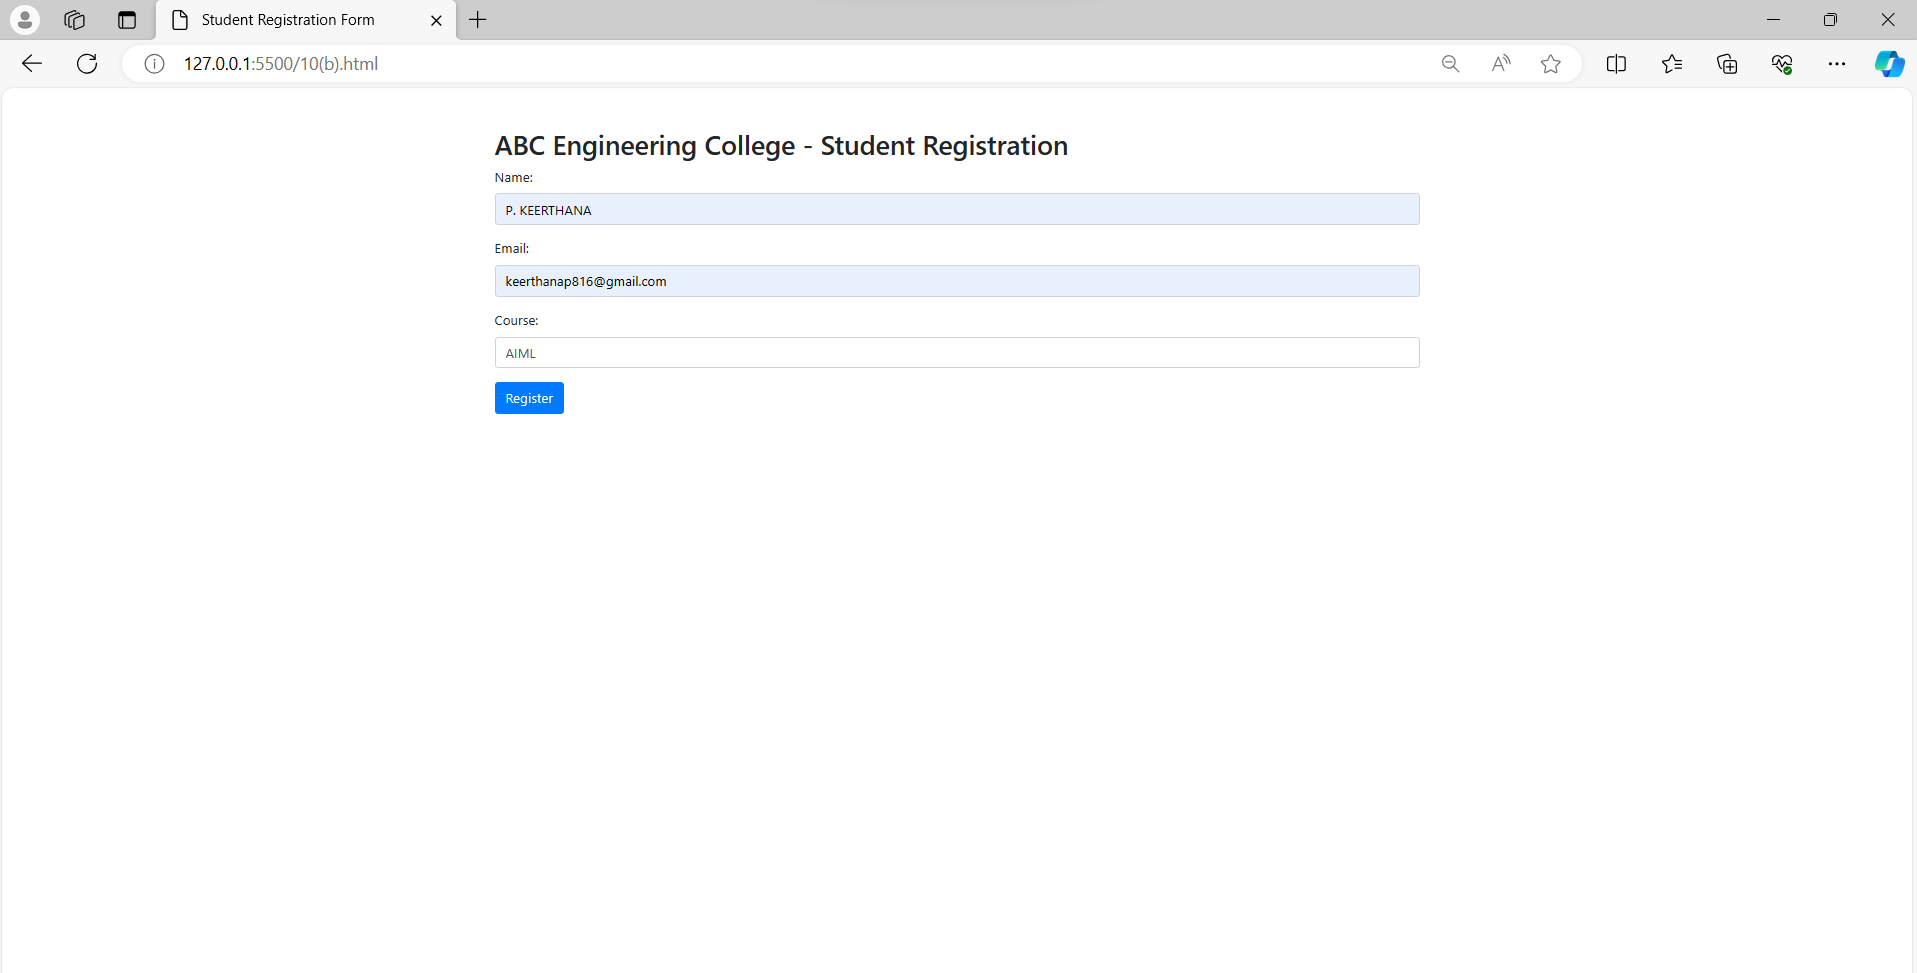 Student Registration Form
127.0.0.1:5500/10(b).html
ABC Engineering College - Student Registration
Name:
P. KEERTHANA
Email:
keerthanap816@gmail.com
Course:
AIML
Register